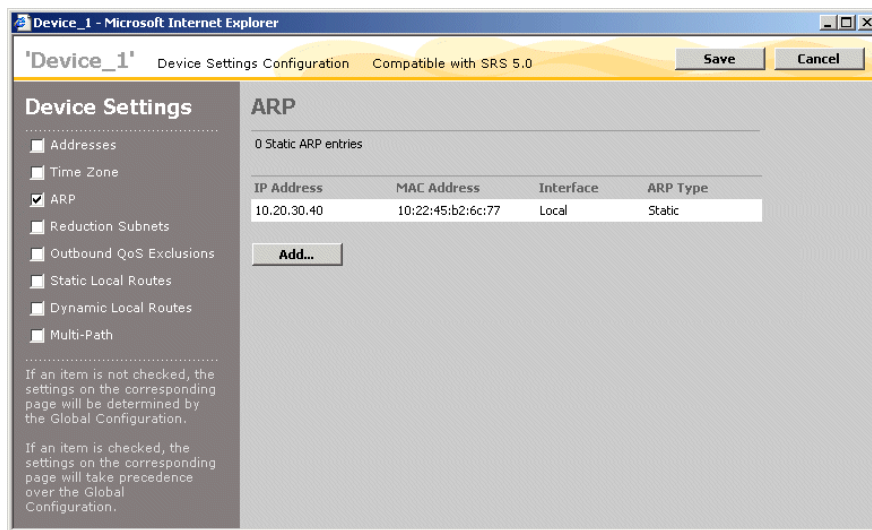 Device_1 - Microsoft Internet Explorer
'Device_1' Device Settings Configuration Compatible with SRS 5.0 Save Cancel
Device Settings
Addresses
Time Zone
ARP
Reduction Subnets
Outbound QoS Exclusions
Static Local Routes
Dynamic Local Routes
Multi-Path
If an item is not checked, the
settings on the corresponding
page will be determined by
the Global Configuration.
If an item is checked, the
settings on the corresponding
page will take precedence
over the Global
Configuration.
ARP
0 Static ARP entries
IP Address MAC Address Interface ARP Type
10.20.30.40 10:22:45:b2:6c:77 Local Static
Add...